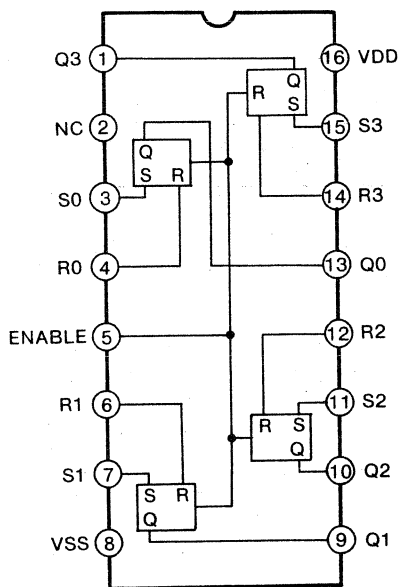 Q3 1
16 VDD
Q
R
S
NC 2
15 S3
Q
S R
S0 3
14 R3
R0 4
13 Q0
ENABLE 5
12 R2
R1 6
11 S2
R S
Q
S1 7
10 Q2
S R
Q
VSS 8
9 Q1